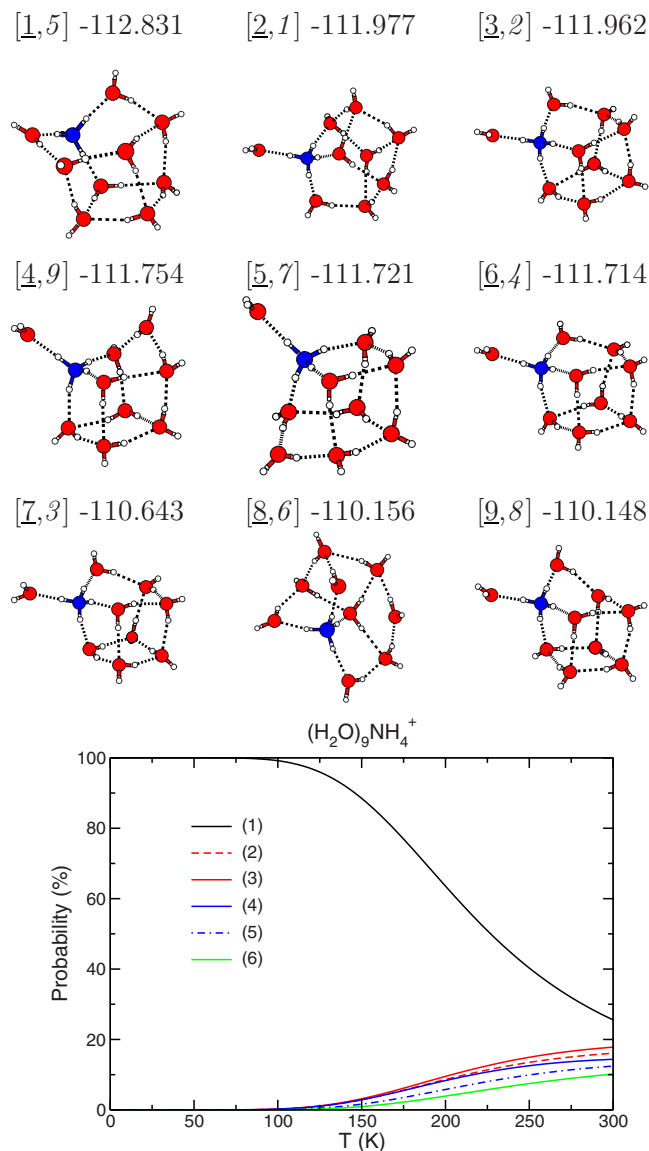 [1,5] -112.831 [2,1] -111.977 [3,2] -111.962
[4,9] -111.754 [5,7] -111.721 [6,4] -111.714
[7,3] -110.643 [8,6] -110.156 [9,8] -110.148
(H₂O)₉NH₄⁺
100
80
60
40
20
0
Probability (%)
(1)
(2)
(3)
(4)
(5)
(6)
0 50 100 150 200 250 300
T (K)